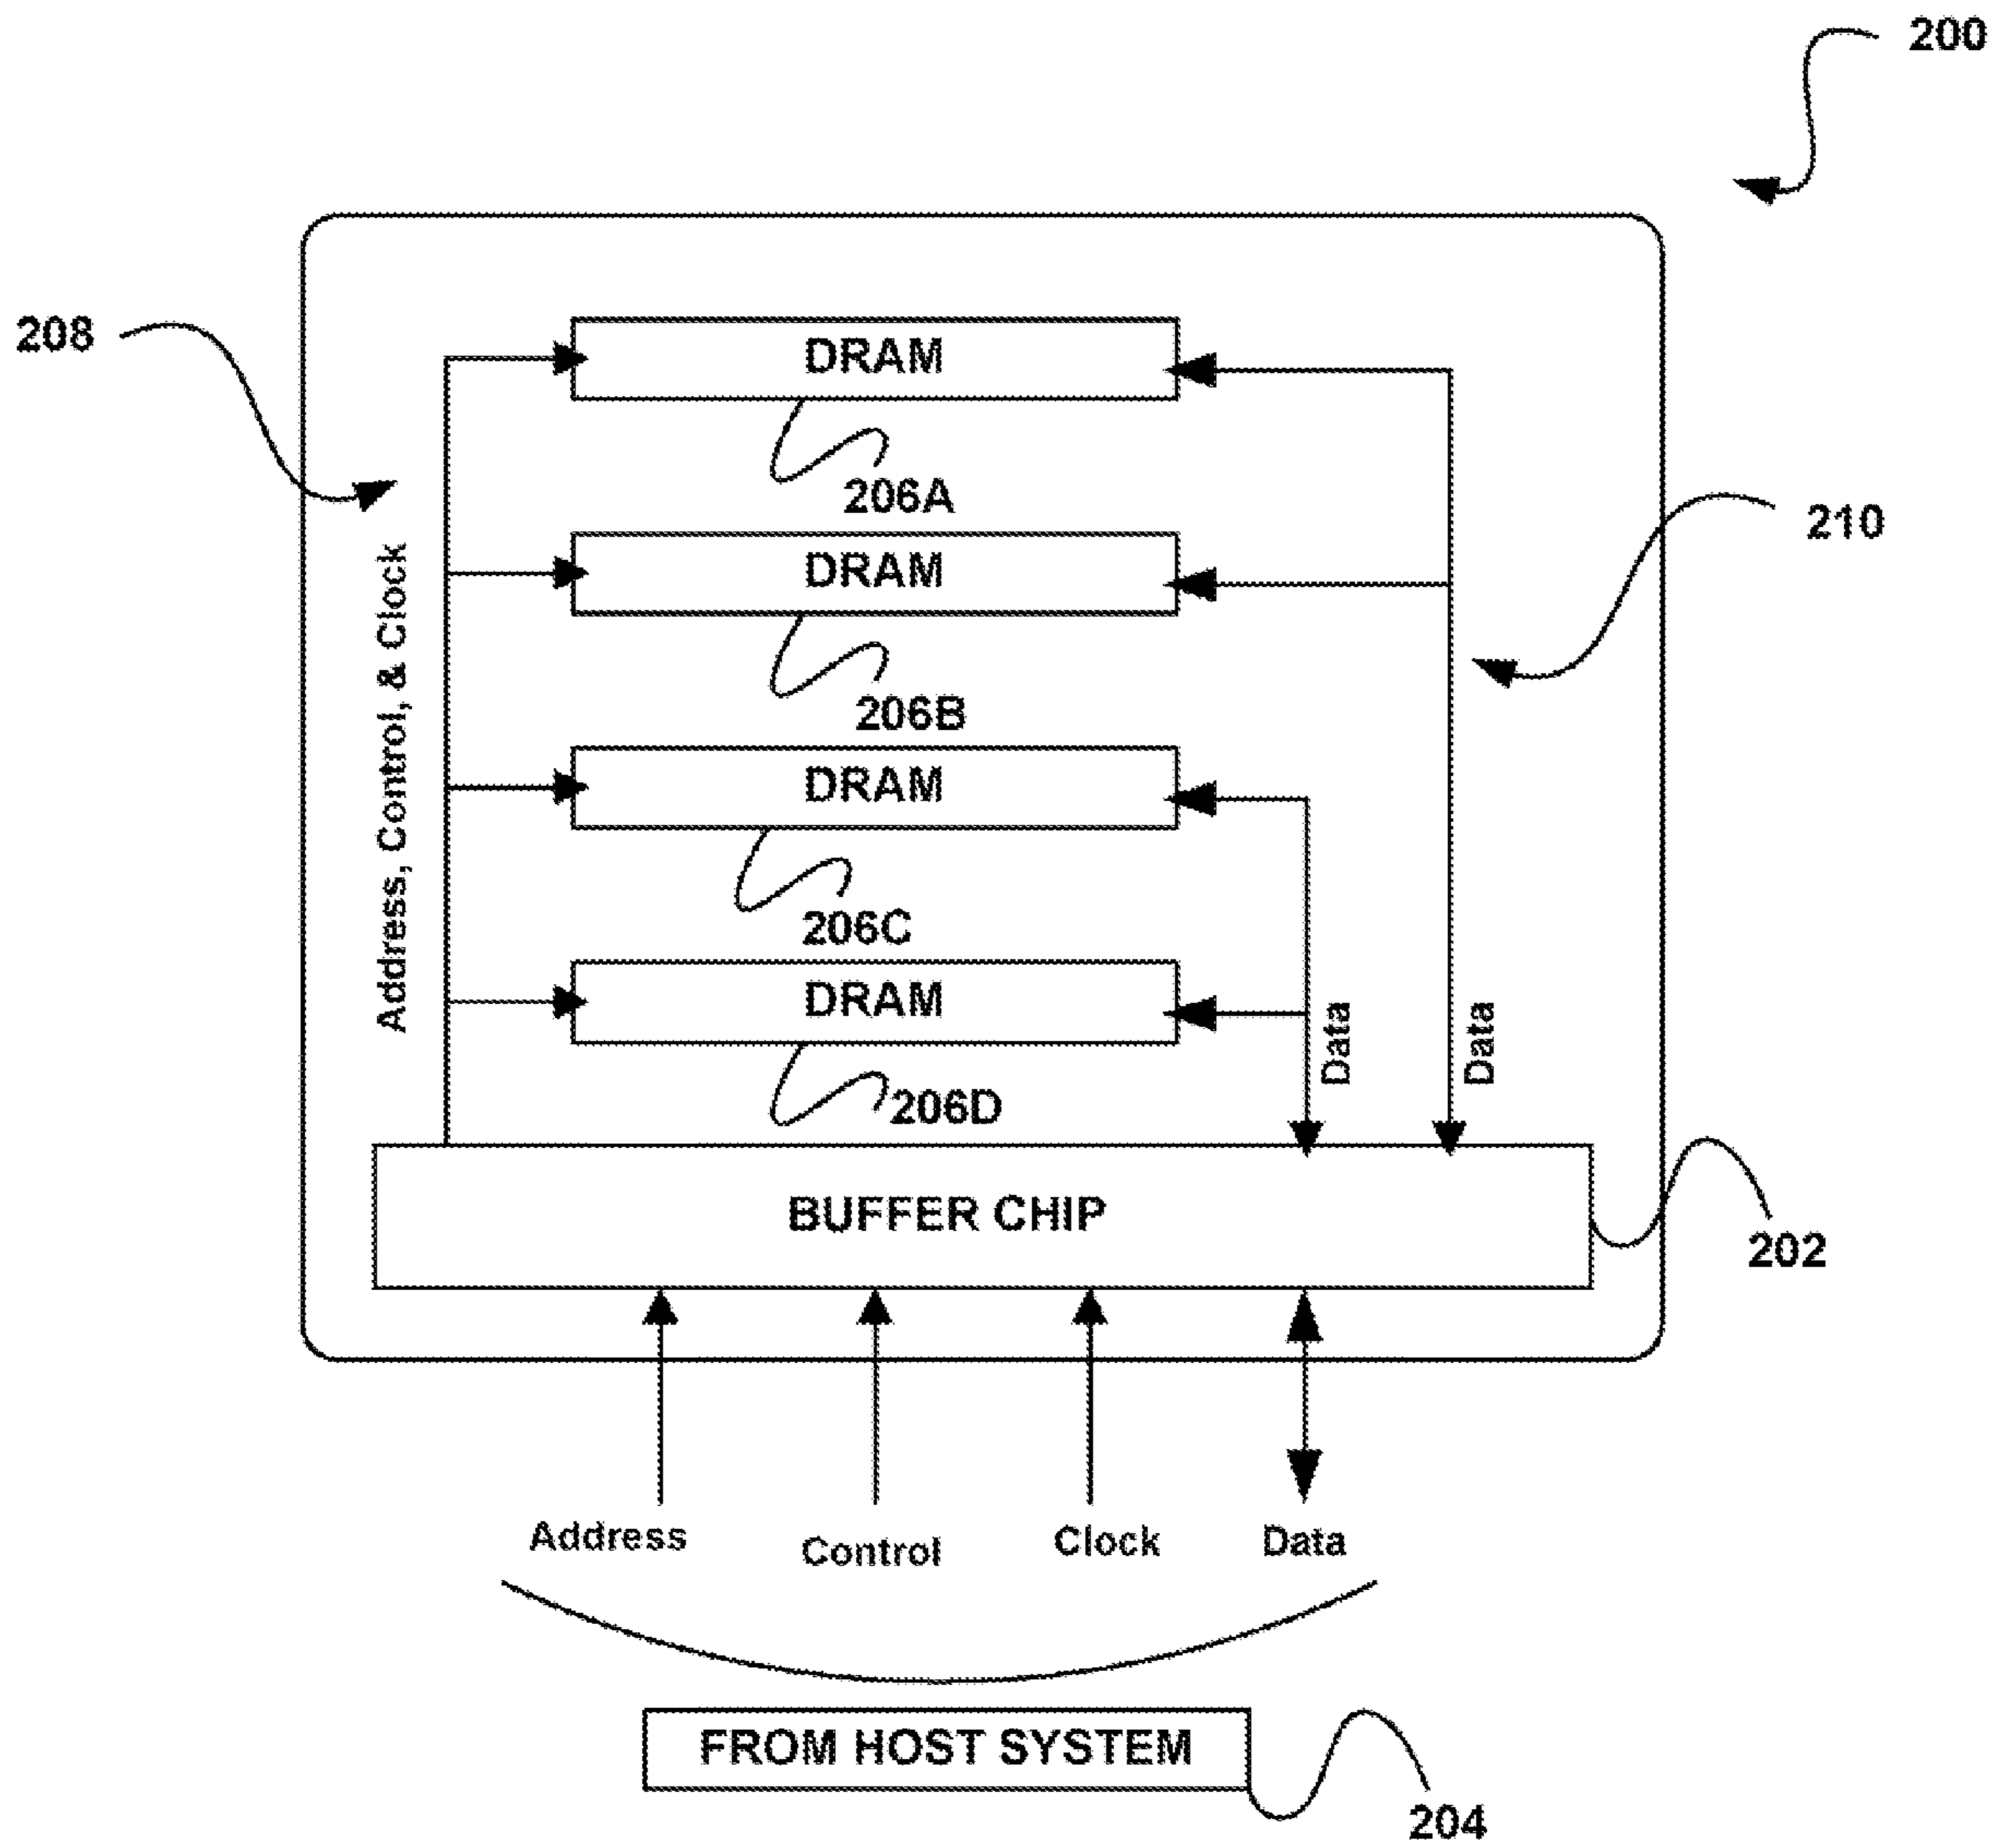 200
208
DRAM
206A
210
DRAM
206B
Address, Control, & Clock
DRAM
206C
DRAM
206D
Data
Data
BUFFER CHIP
202
Address
Control
Clock
Data
FROM HOST SYSTEM
204